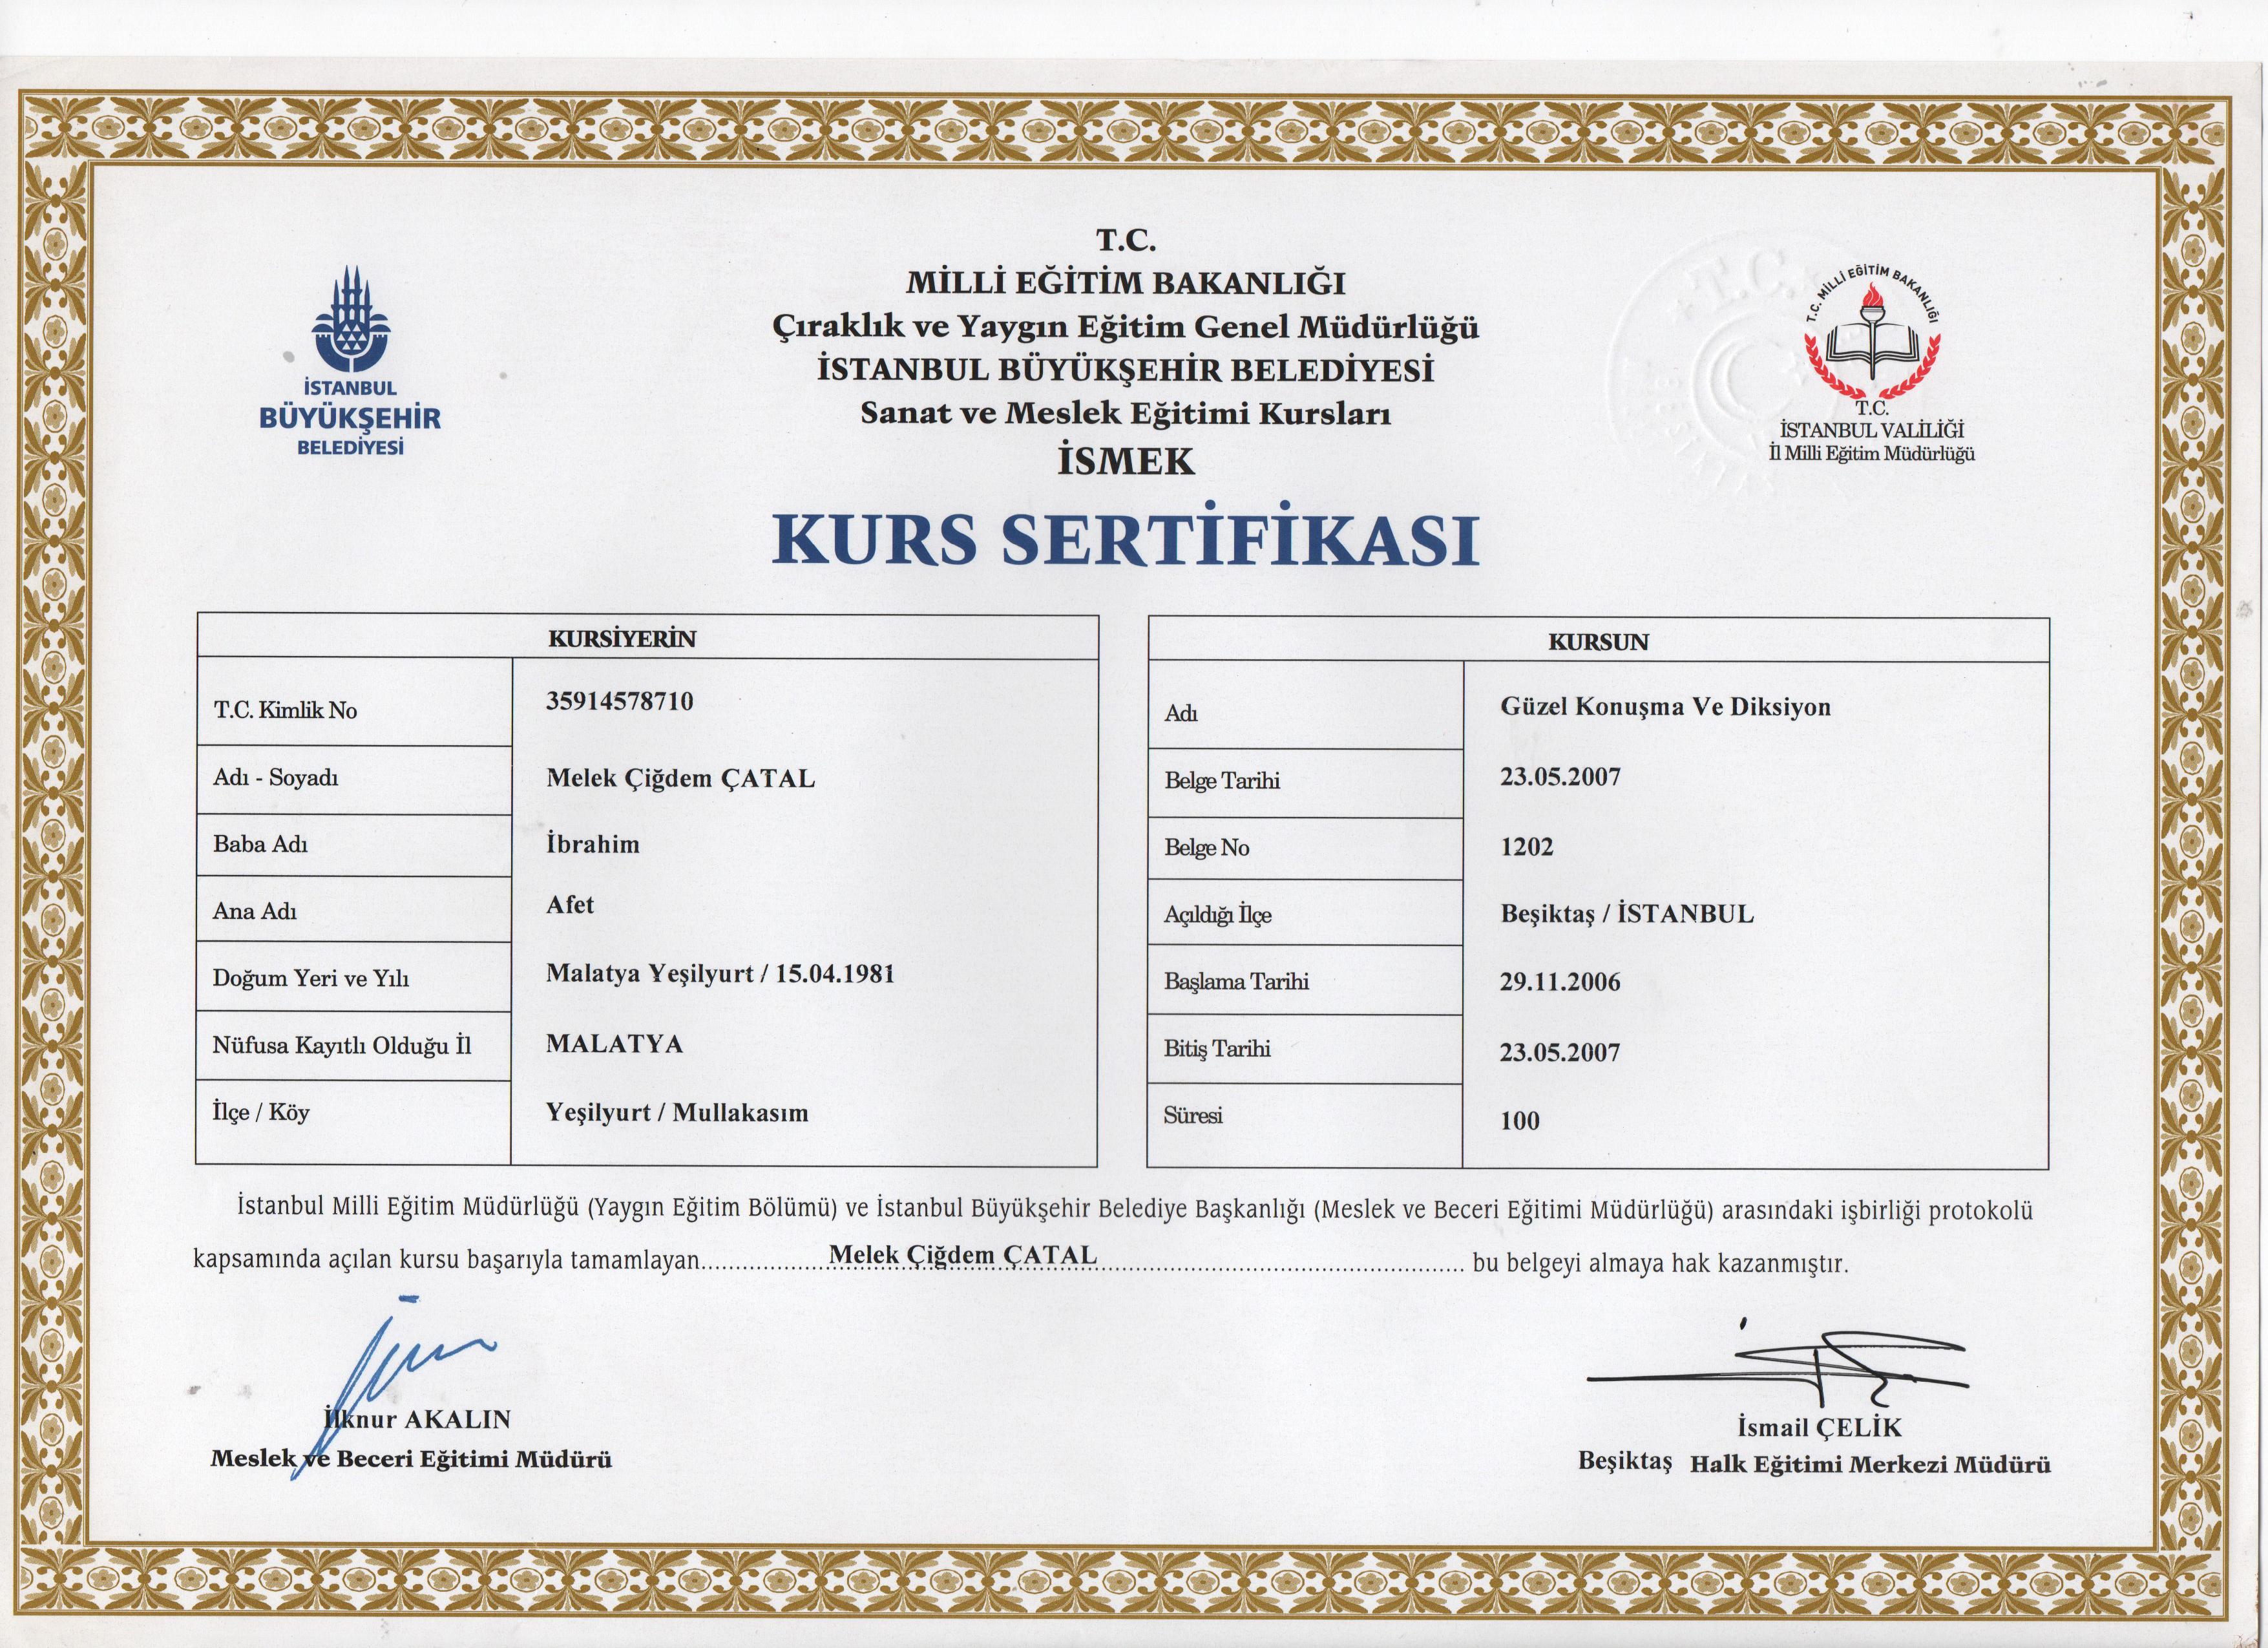 T.C.
MİLLİ EĞİTİM BAKANLIĞI
Çıraklık ve Yaygın Eğitim Genel Müdürlüğü
İSTANBUL BÜYÜKŞEHİR BELEDİYESİ
Sanat ve Meslek Eğitimi Kursları
İSMEK
İSTANBUL
BÜYÜKŞEHİR
BELEDİYESİ
T.C.
T.C. MİLLİ EĞİTİM BAKANLIĞI
T.C.
İSTANBUL VALİLİĞİ
İl Milli Eğitim Müdürlüğü
KURS SERTİFİKASI
KURSİYERİN
T.C. Kimlik No 35914578710
Adı - Soyadı Melek Çiğdem ÇATAL
Baba Adı İbrahim
Ana Adı Afet
Doğum Yeri ve Yılı Malatya Yeşilyurt / 15.04.1981
Nüfusa Kayıtlı Olduğu İl MALATYA
İlçe / Köy Yeşilyurt / Mullakasım
KURSUN
Adı Güzel Konuşma Ve Diksiyon
Belge Tarihi 23.05.2007
Belge No 1202
Açıldığı İlçe Beşiktaş / İSTANBUL
Başlama Tarihi 29.11.2006
Bitiş Tarihi 23.05.2007
Süresi 100
İstanbul Milli Eğitim Müdürlüğü (Yaygın Eğitim Bölümü) ve İstanbul Büyükşehir Belediye Başkanlığı (Meslek ve Beceri Eğitimi Müdürlüğü) arasındaki işbirliği protokolü
kapsamında açılan kursu başarıyla tamamlayan Melek Çiğdem ÇATAL bu belgeyi almaya hak kazanmıştır.
İlknur AKALIN
Meslek ve Beceri Eğitimi Müdürü
İsmail ÇELİK
Beşiktaş Halk Eğitimi Merkezi Müdürü